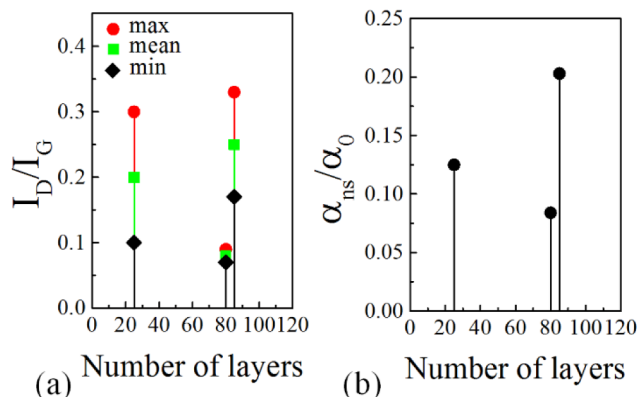 max
mean
min
0.4
0.3
0.2
0.1
0.0
I_D/I_G
0 20 40 60 80 100 120
Number of layers
(a)
0.25
0.20
0.15
0.10
0.05
0.00
α_ns/α_0
0 20 40 60 80 100 120
Number of layers
(b)